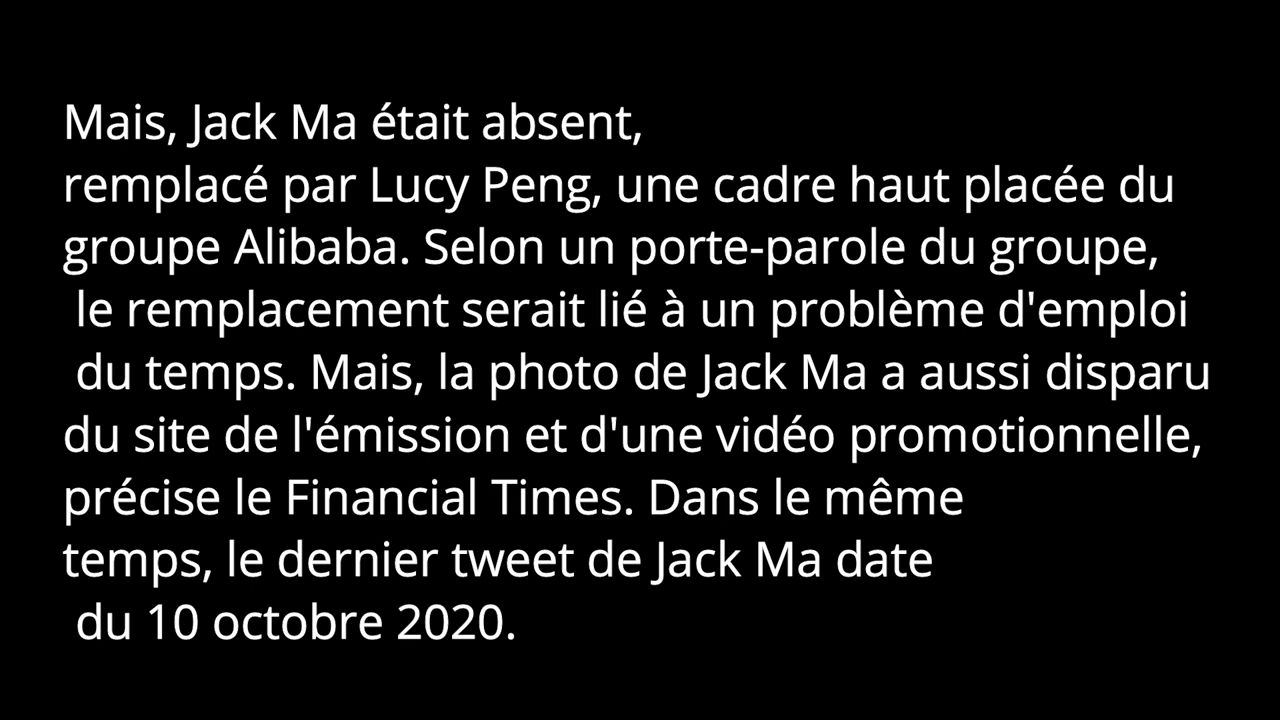 Mais, Jack Ma était absent,
remplacé par Lucy Peng, une cadre haut placée du
groupe Alibaba. Selon un porte-parole du groupe,
le remplacement serait lié à un problème d'emploi
du temps. Mais, la photo de Jack Ma a aussi disparu
du site de l'émission et d'une vidéo promotionnelle,
précise le Financial Times. Dans le même
temps, le dernier tweet de Jack Ma date
du 10 octobre 2020.